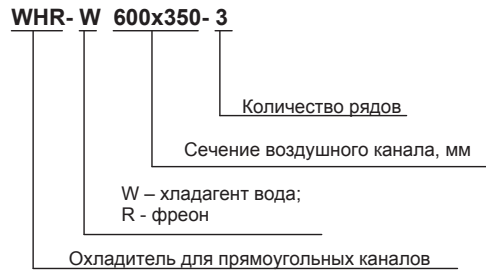 WHR- W 600x350- 3
Количество рядов
Сечение воздушного канала, мм
W – хладагент вода;
R - фреон
Охладитель для прямоугольных каналов